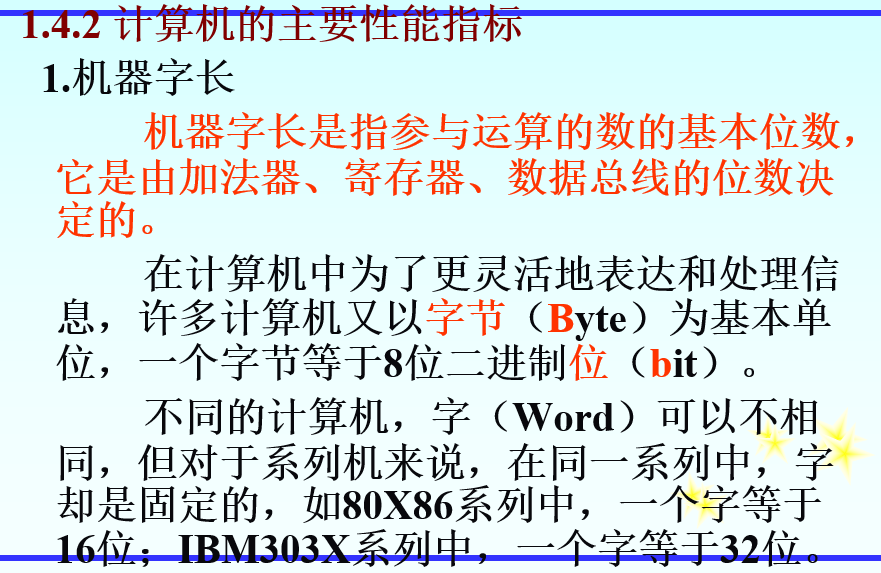 1.4.2 计算机的主要性能指标
1.机器字长
机器字长是指参与运算的数的基本位数，
它是由加法器、寄存器、数据总线的位数决
定的。
在计算机中为了更灵活地表达和处理信
息，许多计算机又以字节（Byte）为基本单
位，一个字节等于8位二进制位（bit）。
不同的计算机，字（Word）可以不相
同，但对于系列机来说，在同一系列中，字
却是固定的，如80X86系列中，一个字等于
16位；IBM303X系列中，一个字等于32位。